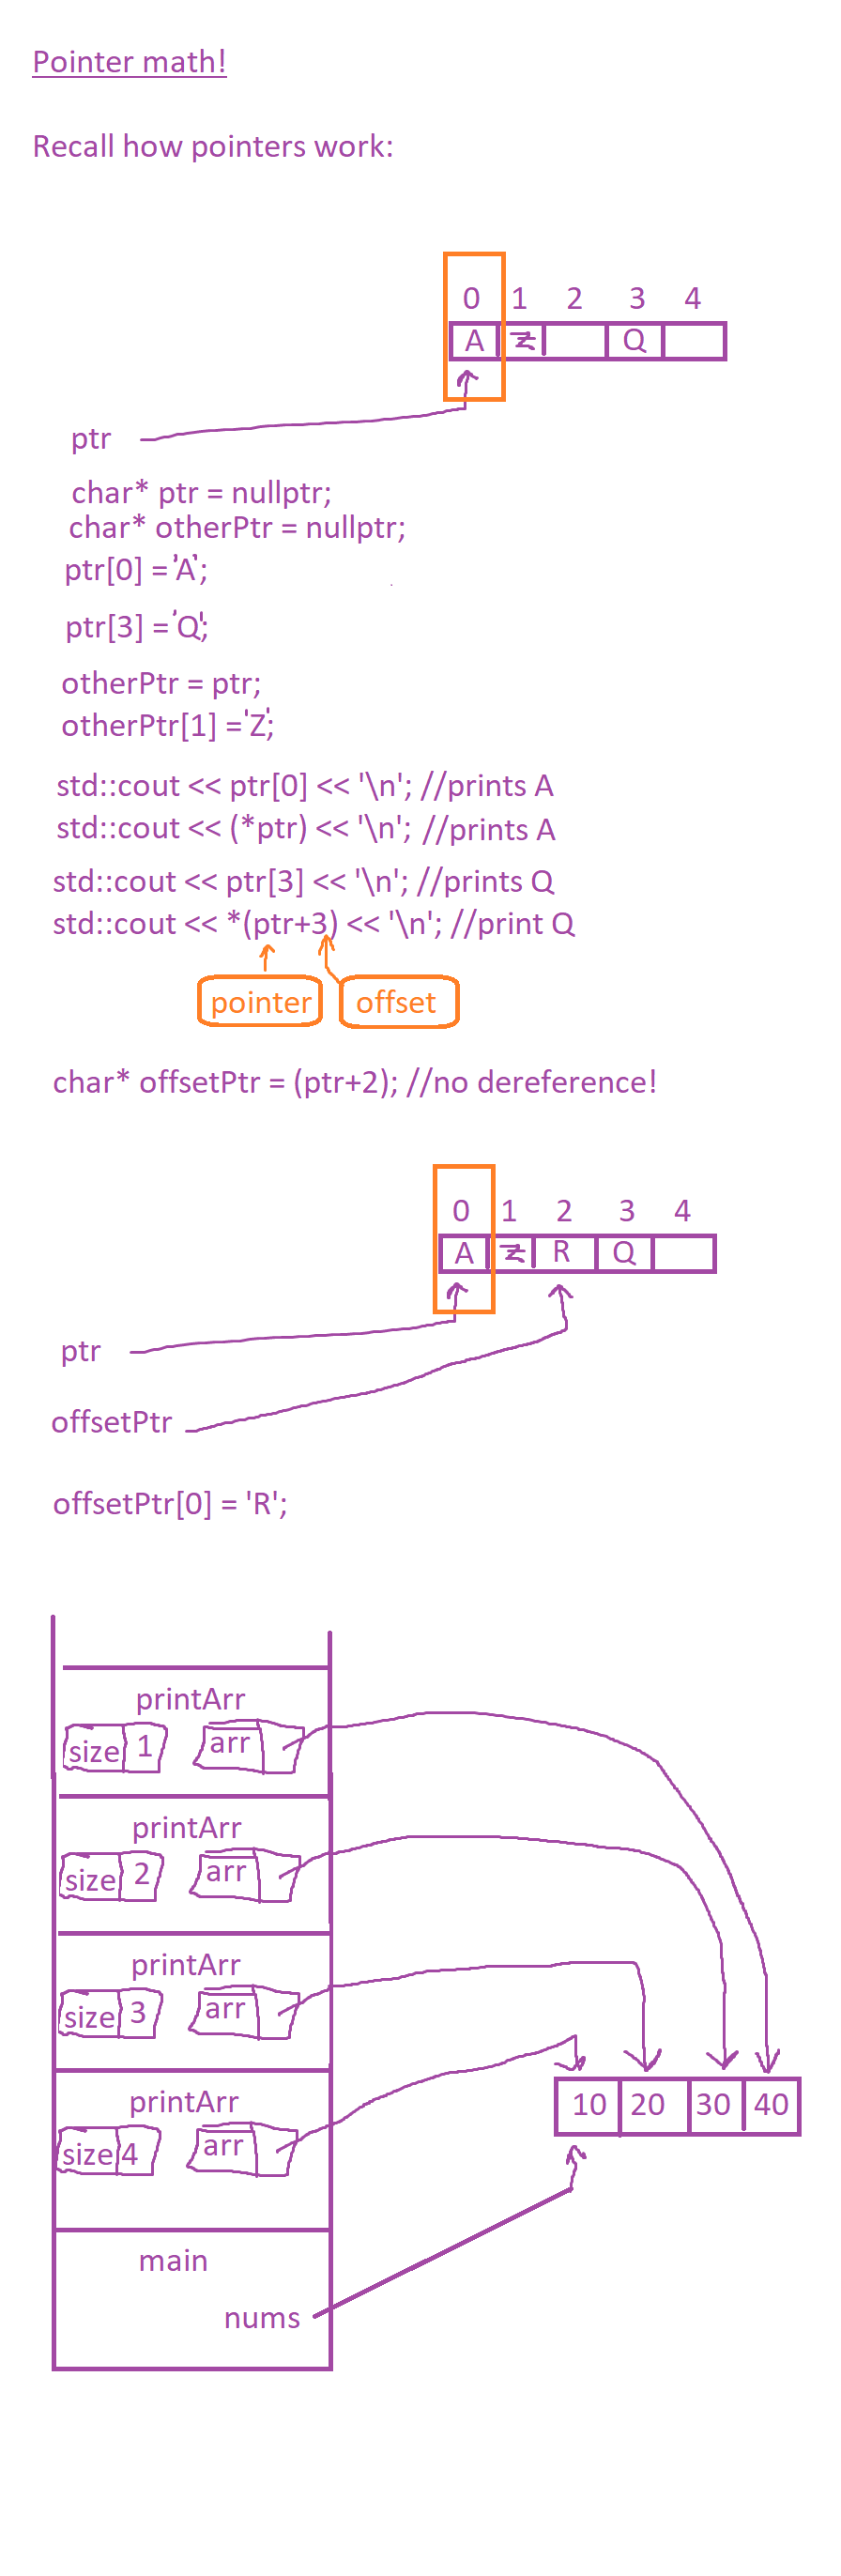 Pointer math!
Recall how pointers work:
0 1 2 3 4
A Z Q
ptr
char* ptr = nullptr;
char* otherPtr = nullptr;
ptr[0] ='A';
ptr[3] ='Q';
otherPtr = ptr;
otherPtr[1] ='Z';
std::cout << ptr[0] << '\n'; //prints A
std::cout << (*ptr) << '\n'; //prints A
std::cout << ptr[3] << '\n'; //prints Q
std::cout << *(ptr+3) << '\n'; //print Q
pointer offset
char* offsetPtr = (ptr+2); //no dereference!
0 1 2 3 4
A Z R Q
ptr
offsetPtr
offsetPtr[0] = 'R';
printArr
size 1 arr
printArr
size 2 arr
printArr
size 3 arr
printArr
size 4 arr
10 20 30 40
main
nums